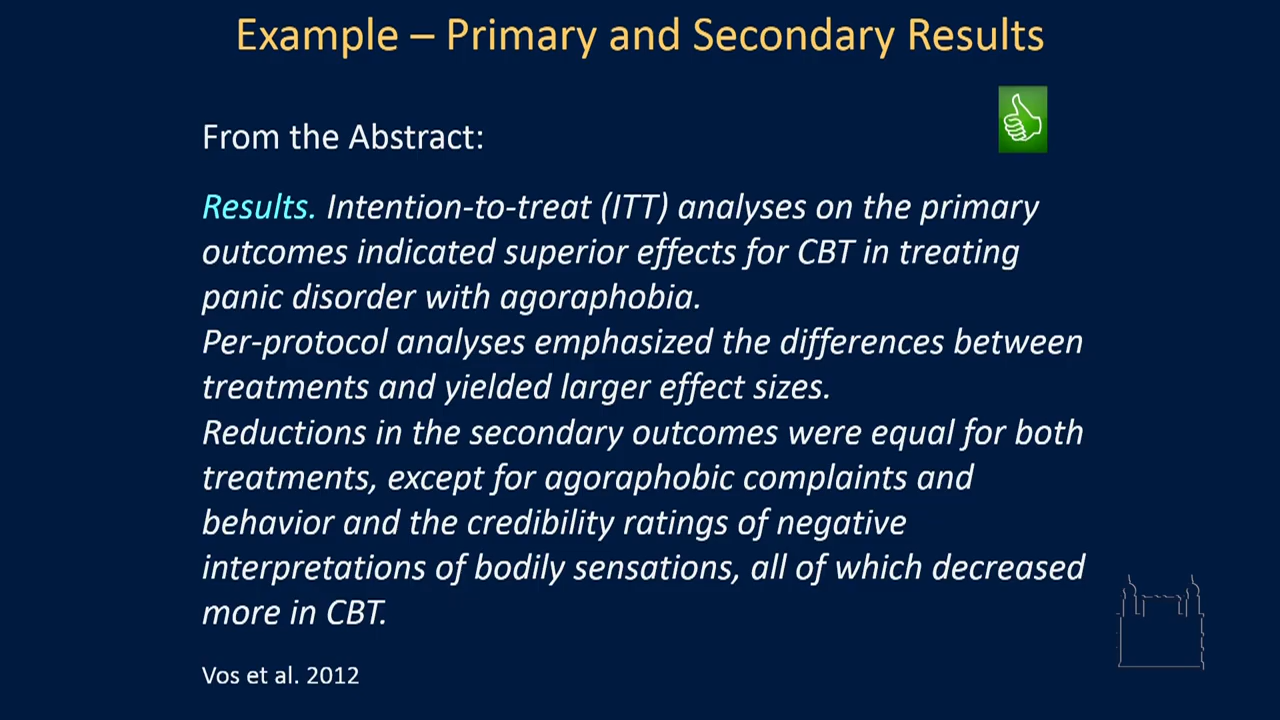 Example – Primary and Secondary Results
From the Abstract:
Results. Intention-to-treat (ITT) analyses on the primary
outcomes indicated superior effects for CBT in treating
panic disorder with agoraphobia.
Per-protocol analyses emphasized the differences between
treatments and yielded larger effect sizes.
Reductions in the secondary outcomes were equal for both
treatments, except for agoraphobic complaints and
behavior and the credibility ratings of negative
interpretations of bodily sensations, all of which decreased
more in CBT.
Vos et al. 2012